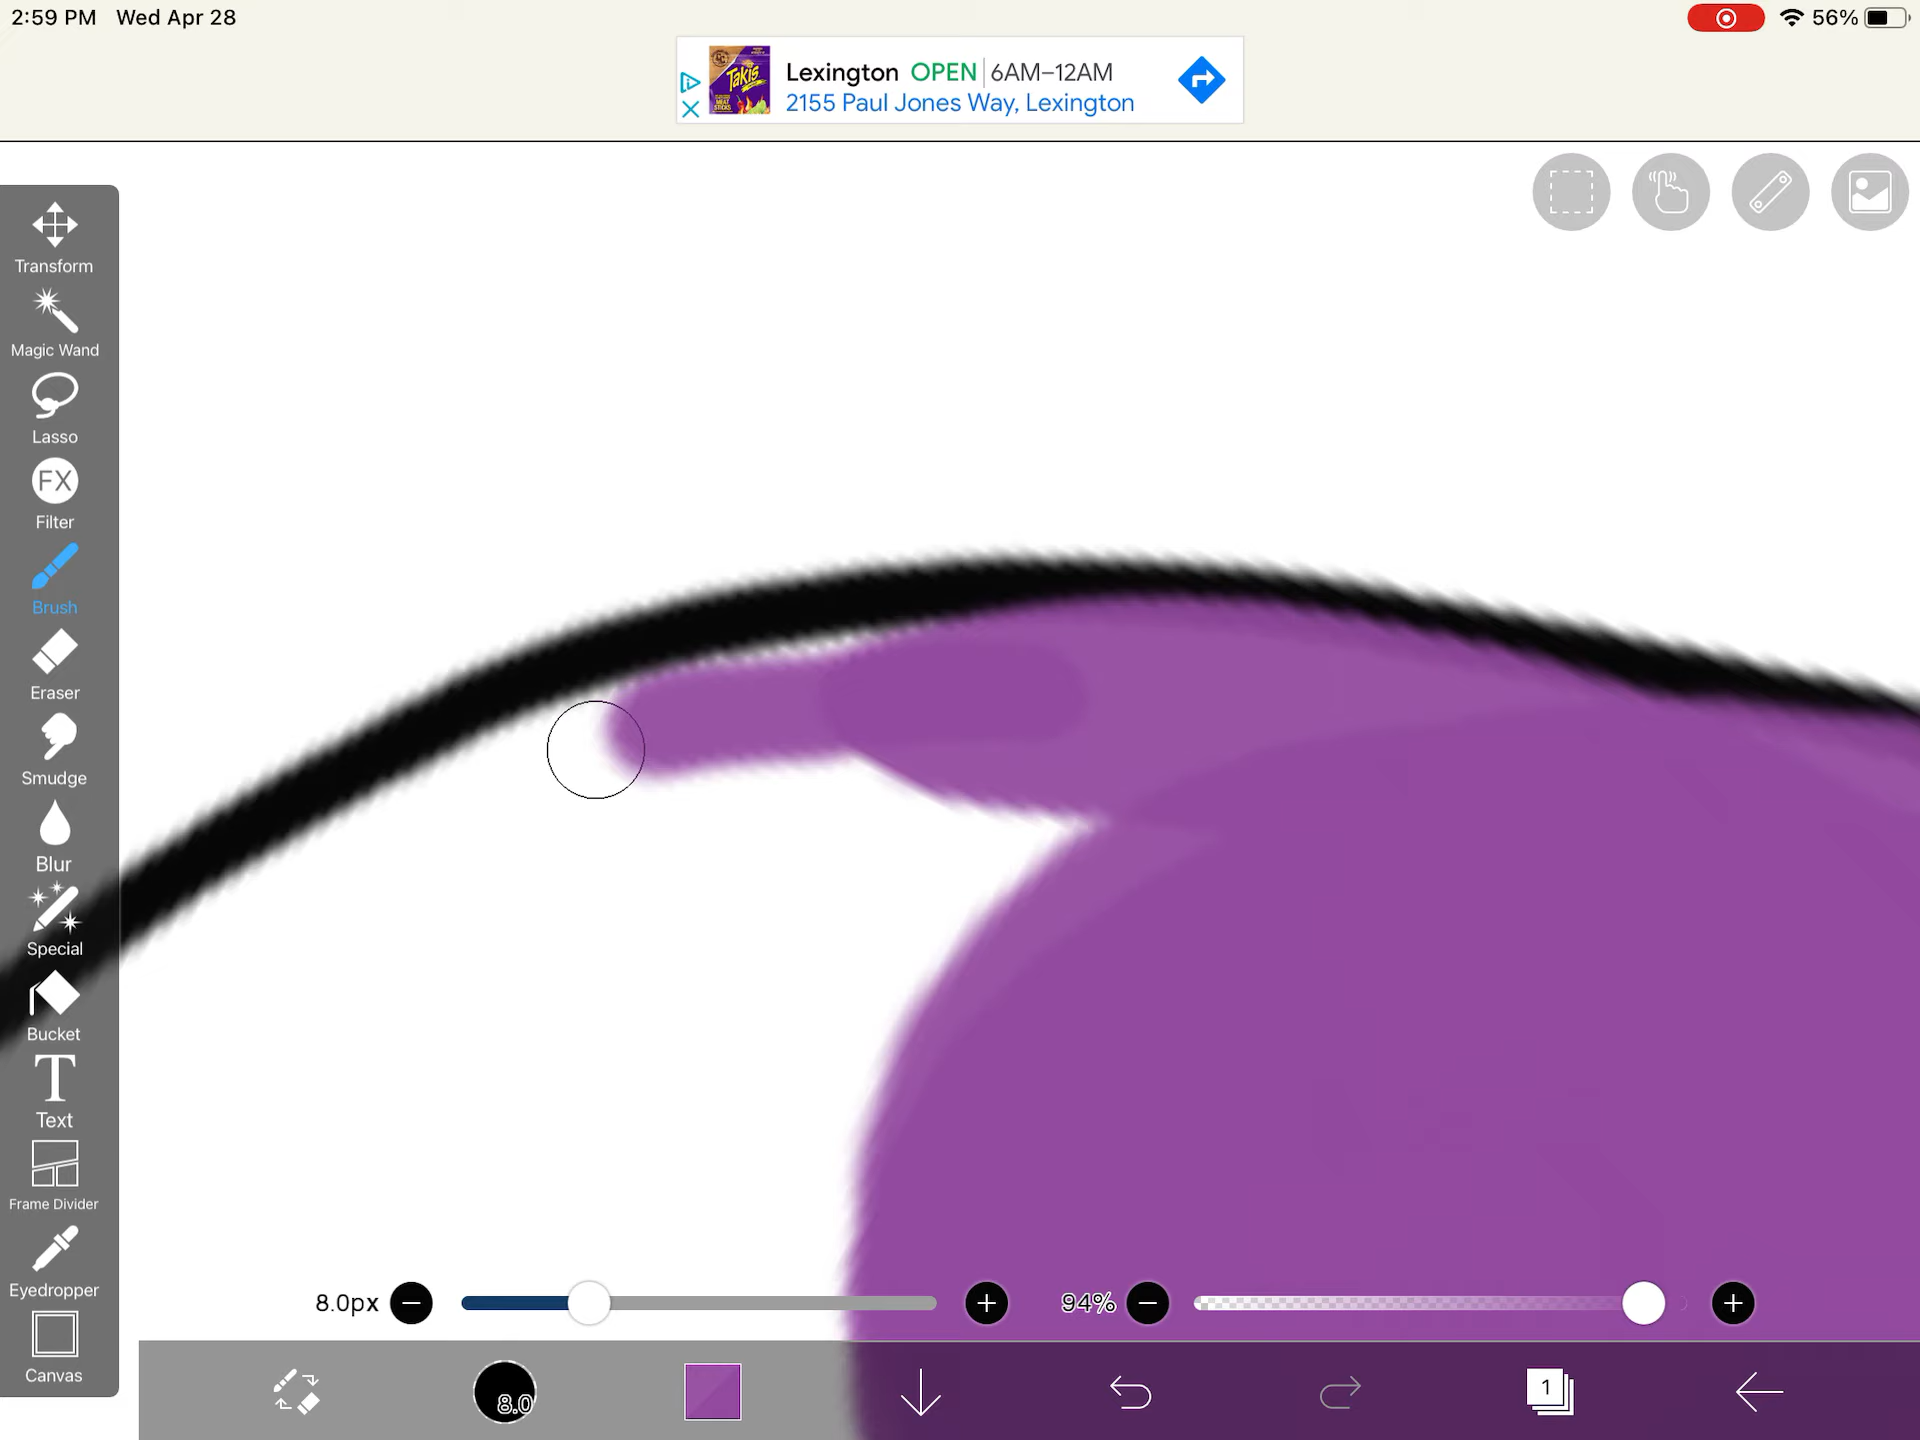 2:59 PM Wed Apr 28
56%
Takis
Lexington OPEN 6AM–12AM
2155 Paul Jones Way, Lexington
Transform
Magic Wand
Lasso
FX
Filter
Brush
Eraser
Smudge
Blur
Special
Bucket
T
Text
Frame Divider
Eyedropper
Canvas
8.0px
94%
8.0
1